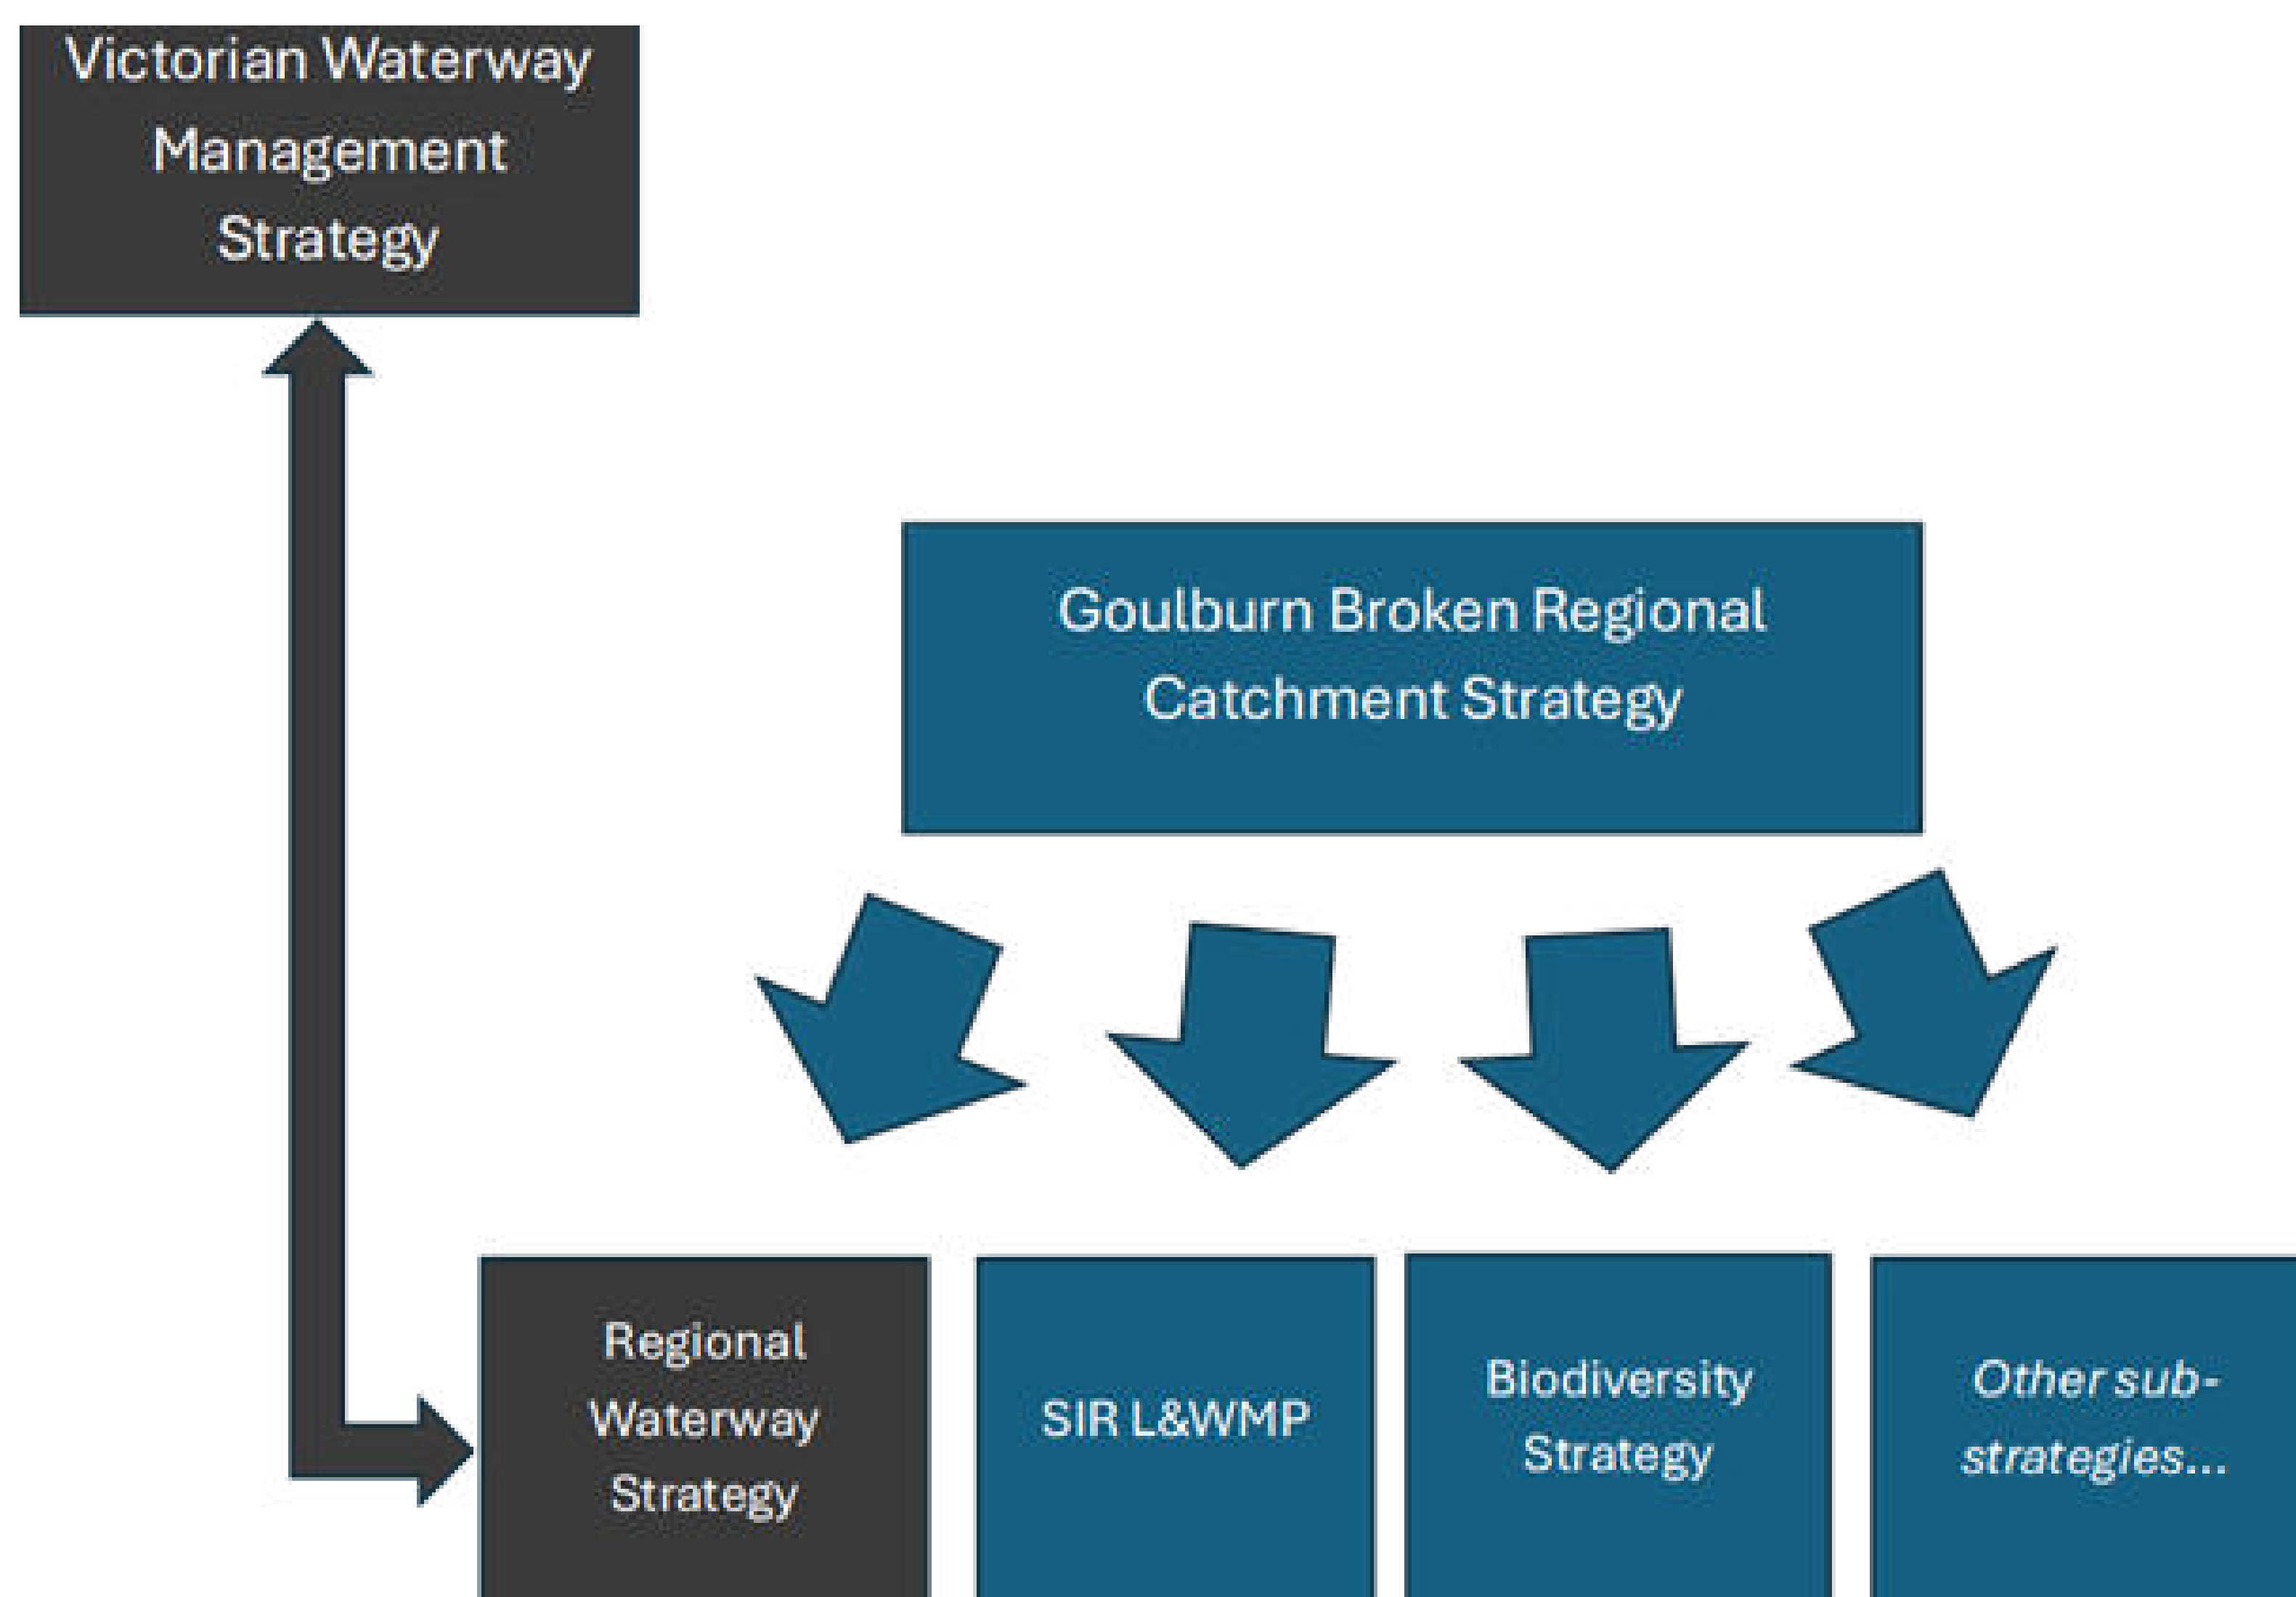 Victorian Waterway
Management
Strategy
Goulburn Broken Regional
Catchment Strategy
Regional
Waterway
Strategy
SIR L&WMP
Biodiversity
Strategy
Other sub-
strategies...